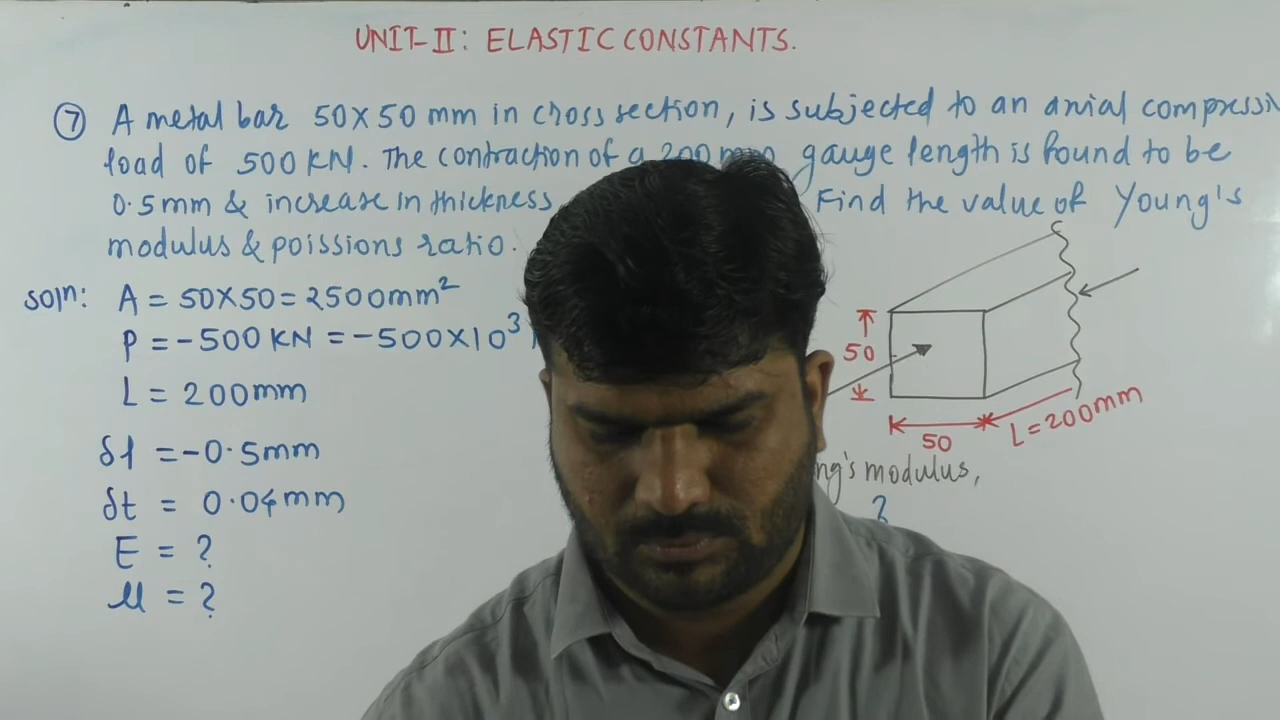 UNIT-II: ELASTIC CONSTANTS.
⑦ A metal bar 50×50 mm in cross section, is subjected to an axial compressi
load of 500 KN. The contraction of a 200 mm gauge length is found to be
0.5mm & increase in thickness Find the value of Young's
modulus & poissions ratio.
soln: A = 50×50 = 2500mm²
P = -500 KN = -500×10³
L = 200mm
δl = -0.5mm
δt = 0.04mm
E = ?
μ = ?
50
50
L=200mm
ng's modulus,
?